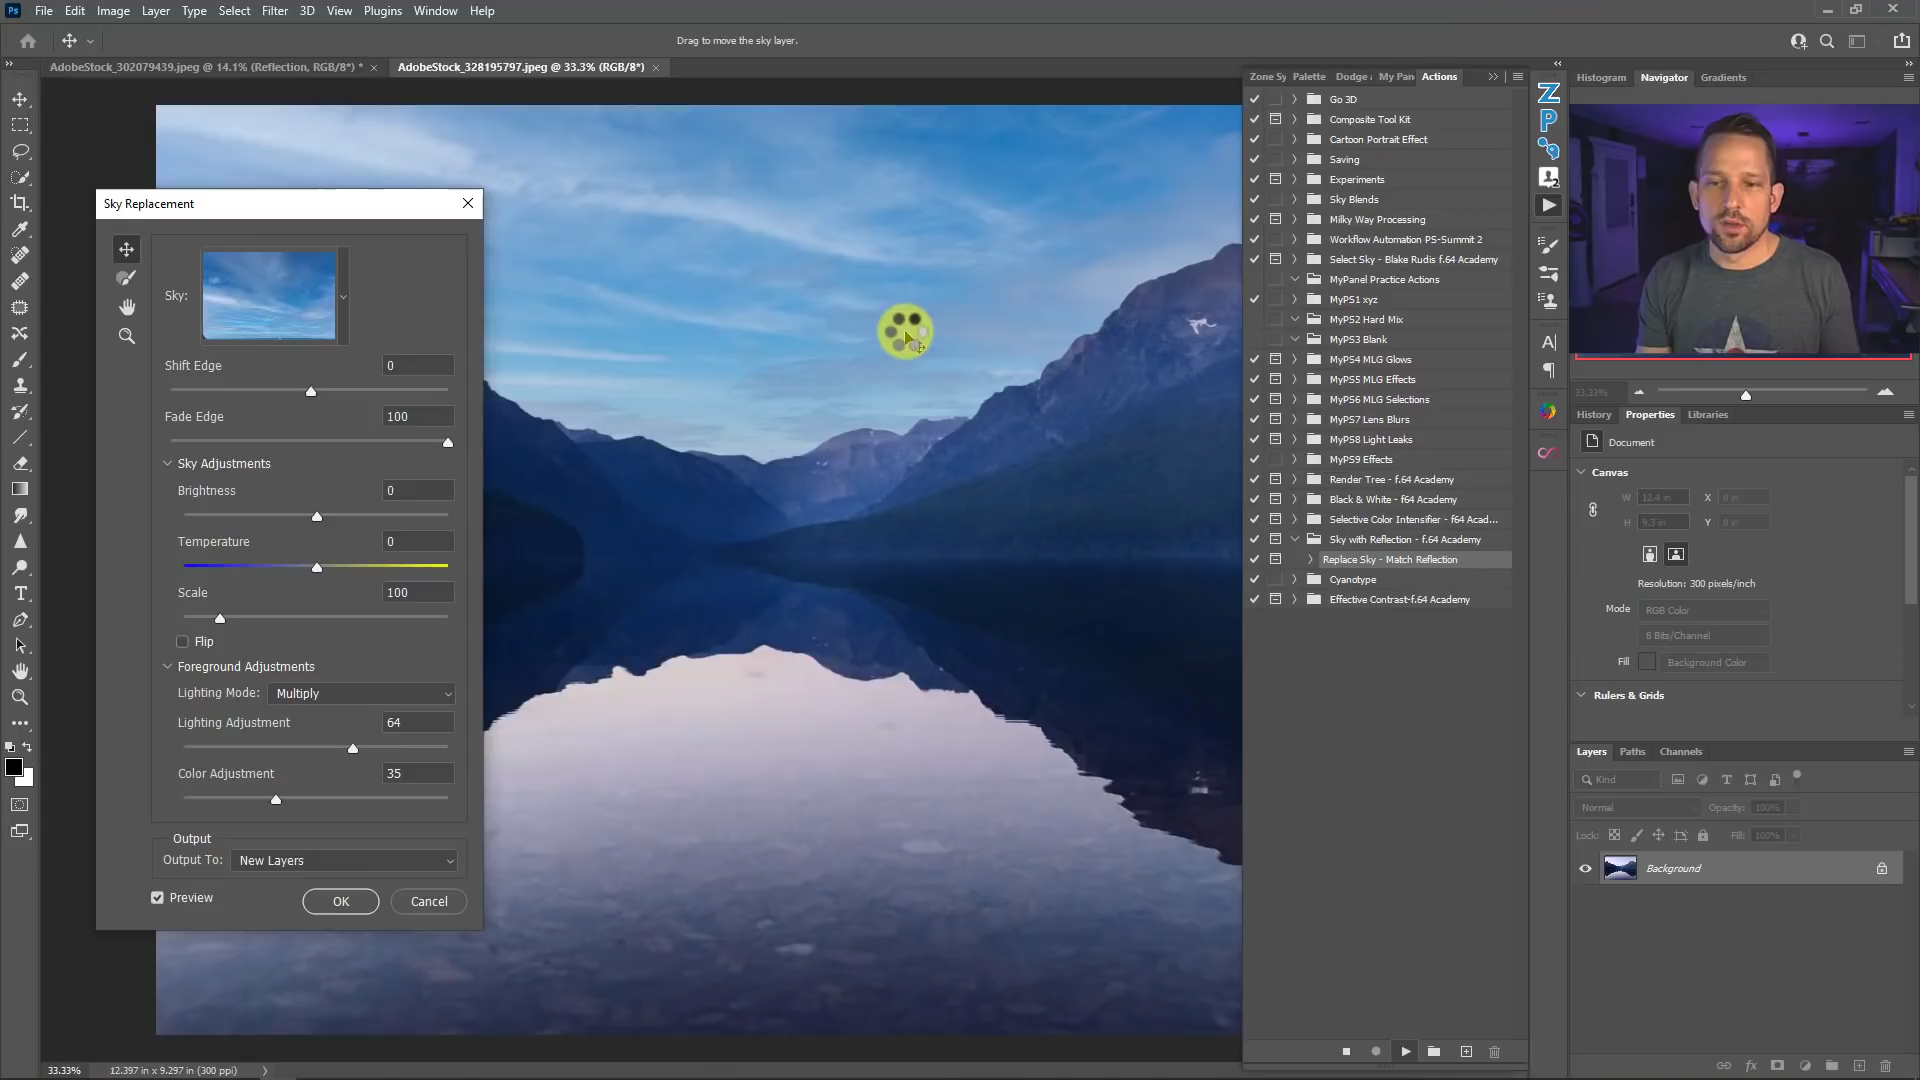 Ps File Edit Image Layer Type Select Filter 3D View Plugins Window Help
Drag to move the sky layer.
AdobeStock_302079439.jpeg @ 14.1% (Reflection, RGB/8*) * × AdobeStock_328195797.jpeg @ 33.3% (RGB/8*) ×
Sky Replacement
Sky:
Shift Edge 0
Fade Edge 100
Sky Adjustments
Brightness 0
Temperature 0
Scale 100
Flip
Foreground Adjustments
Lighting Mode: Multiply
Lighting Adjustment 64
Color Adjustment 35
Output
Output To: New Layers
Preview
OK
Cancel
33.33% 12.397 in x 9.297 in (300 ppi)
Zone Sy Palette Dodge My Pan Actions
Go 3D
Composite Tool Kit
Cartoon Portrait Effect
Saving
Experiments
Sky Blends
Milky Way Processing
Workflow Automation PS-Summit 2
Select Sky - Blake Rudis f.64 Academy
MyPanel Practice Actions
MyPS1 xyz
MyPS2 Hard Mix
MyPS3 Blank
MyPS4 MLG Glows
MyPS5 MLG Effects
MyPS6 MLG Selections
MyPS7 Lens Blurs
MyPS8 Light Leaks
MyPS9 Effects
Render Tree - f.64 Academy
Black & White - f64 Academy
Selective Color Intensifier - f64 Acad...
Sky with Reflection - f.64 Academy
Replace Sky - Match Reflection
Cyanotype
Effective Contrast-f.64 Academy
Histogram Navigator Gradients
33.33%
History Properties Libraries
Document
Canvas
W 12.4 in X 0 in
H 9.3 in Y 0 in
Resolution: 300 pixels/inch
Mode RGB Color
8 Bits/Channel
Fill Background Color
Rulers & Grids
Layers Paths Channels
Kind
Normal Opacity: 100%
Lock: Fill: 100%
Background